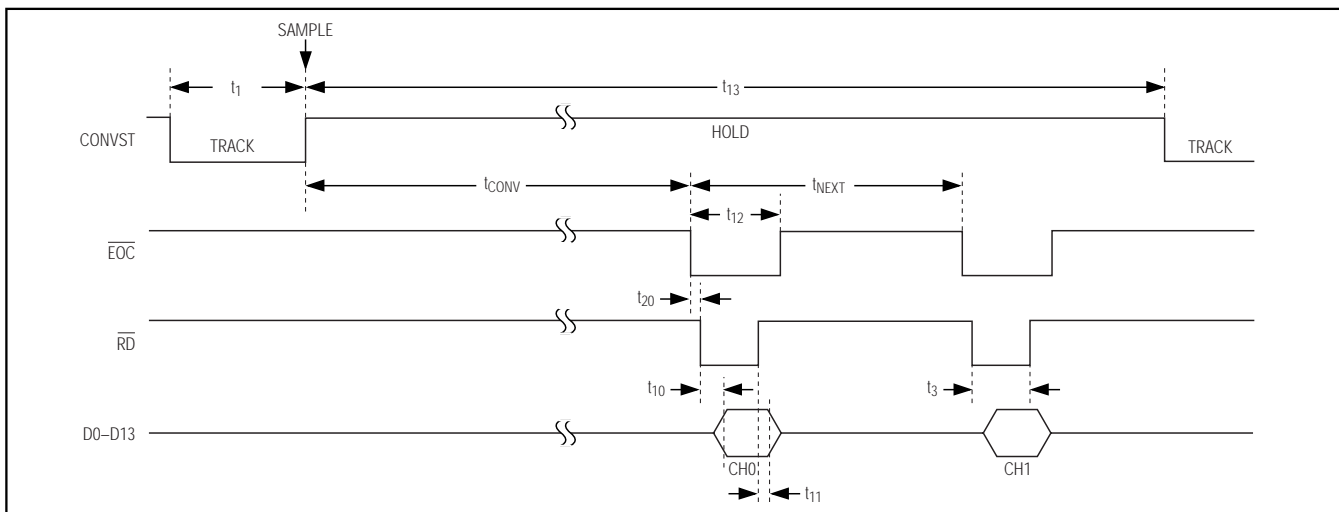 SAMPLE
t1
t13
CONVST
TRACK
HOLD
TRACK
tCONV
tNEXT
t12
EOC
t20
RD
t10
t3
D0–D13
CH0
CH1
t11